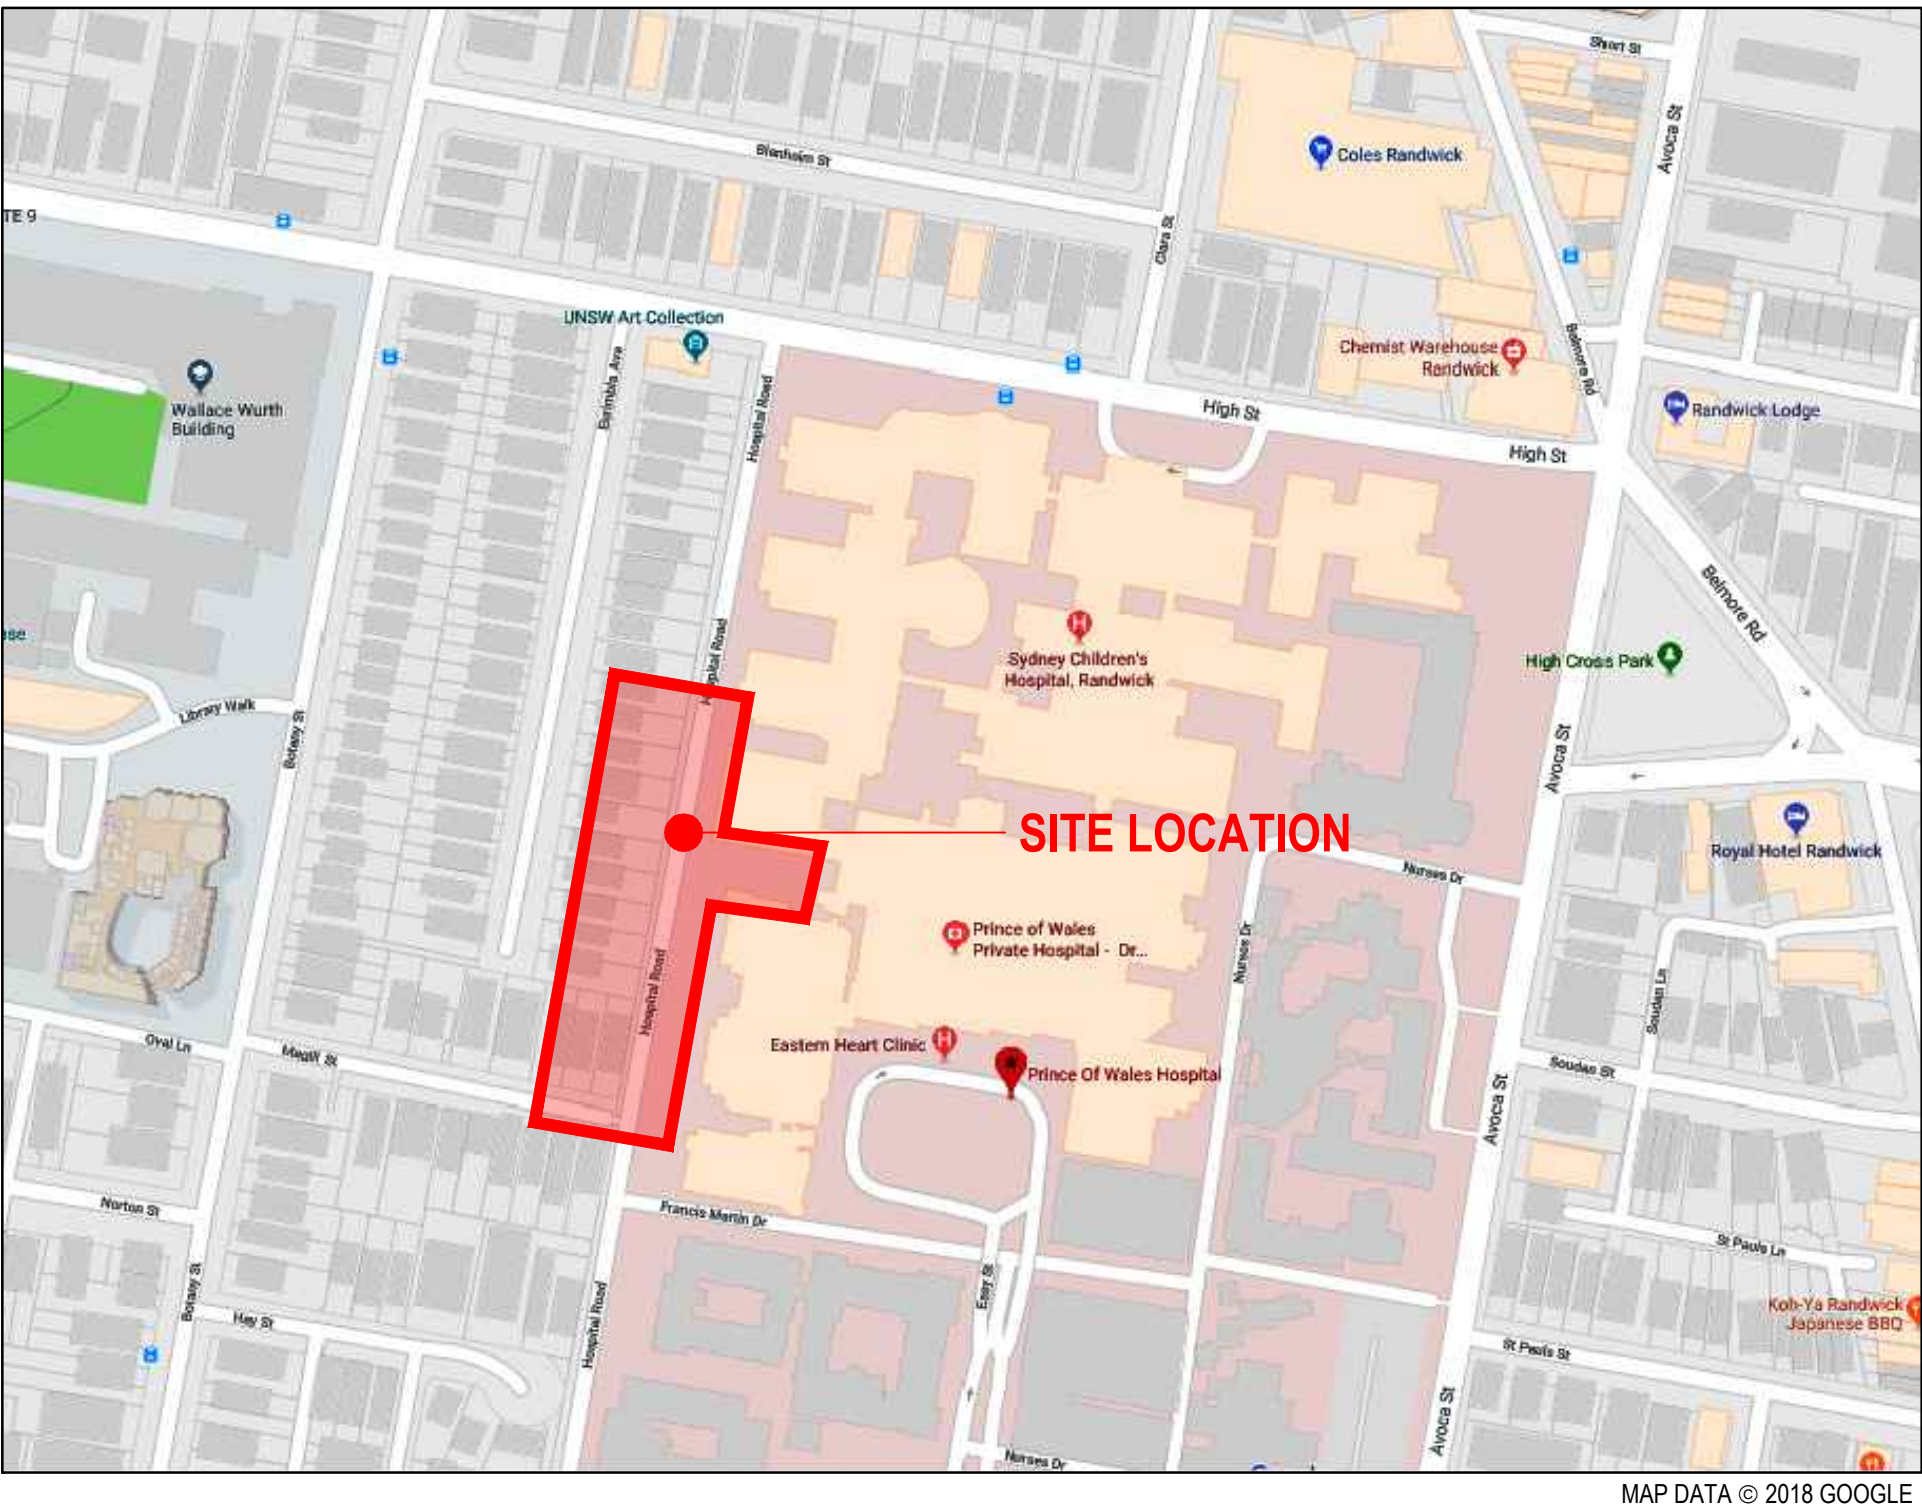 Short St
Avoca St
Blenheim St
Coles Randwick
TE 9
Clara St
UNSW Art Collection
Chemist Warehouse
Randwick
Belmore Rd
Eurimbla Ave
Hospital Road
Wallace Wurth
Building
High St
Randwick Lodge
High St
Belmore Rd
Hospital Road
Sydney Children's
Hospital, Randwick
High Cross Park
Library Walk
Botany St
Avoca St
SITE LOCATION
Royal Hotel Randwick
Nurses Dr
Prince of Wales
Private Hospital - Dr...
Nurses Dr
Hospital Road
Soudan Ln
Oval Ln
Magill St
Eastern Heart Clinic
Prince Of Wales Hospital
Soudan St
Avoca St
Norton St
Francis Martin Dr
St Pauls Ln
Botany St
Easy St
Hospital Road
Koh-Ya Randwick
Japanese BBQ
Hay St
St Pauls St
Avoca St
Nurses Dr
MAP DATA © 2018 GOOGLE